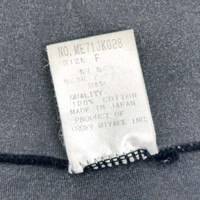 NO.ME71JK028
SIZE F
QUALITY
100% COTTON
MADE IN JAPAN
PRODUCT OF
ISSEY MIYAKE INC.